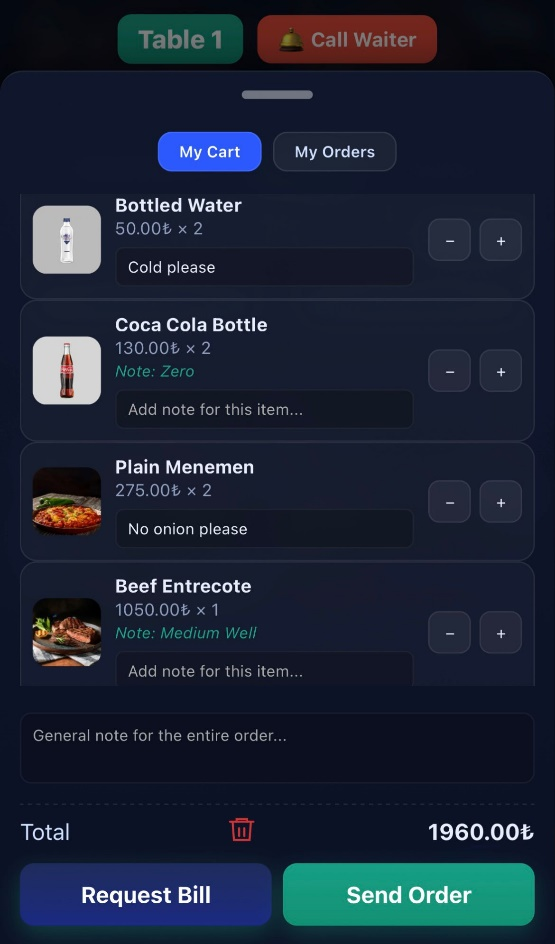 Table 1
Call Waiter
My Cart
My Orders
Bottled Water
50.00₺ × 2
Cold please
−
+
Coca Cola Bottle
130.00₺ × 2
Note: Zero
Add note for this item...
−
+
Plain Menemen
275.00₺ × 2
No onion please
−
+
Beef Entrecote
1050.00₺ × 1
Note: Medium Well
Add note for this item...
−
+
General note for the entire order...
Total
1960.00₺
Request Bill
Send Order